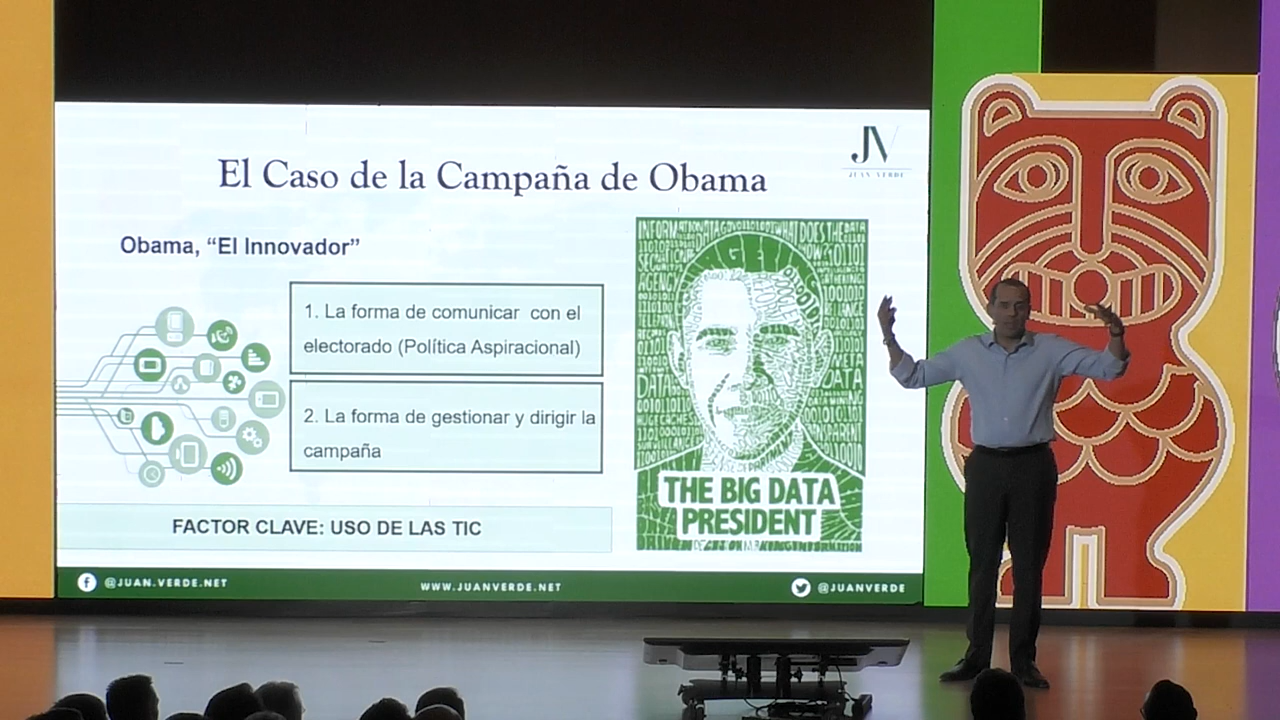 JV
JUAN VERDE
El Caso de la Campaña de Obama
Obama, “El Innovador”
1. La forma de comunicar con el
electorado (Política Aspiracional)
2. La forma de gestionar y dirigir la
campaña
FACTOR CLAVE: USO DE LAS TIC
THE BIG DATA
PRESIDENT
@JUAN.VERDE.NET
WWW.JUANVERDE.NET
@JUANVERDE